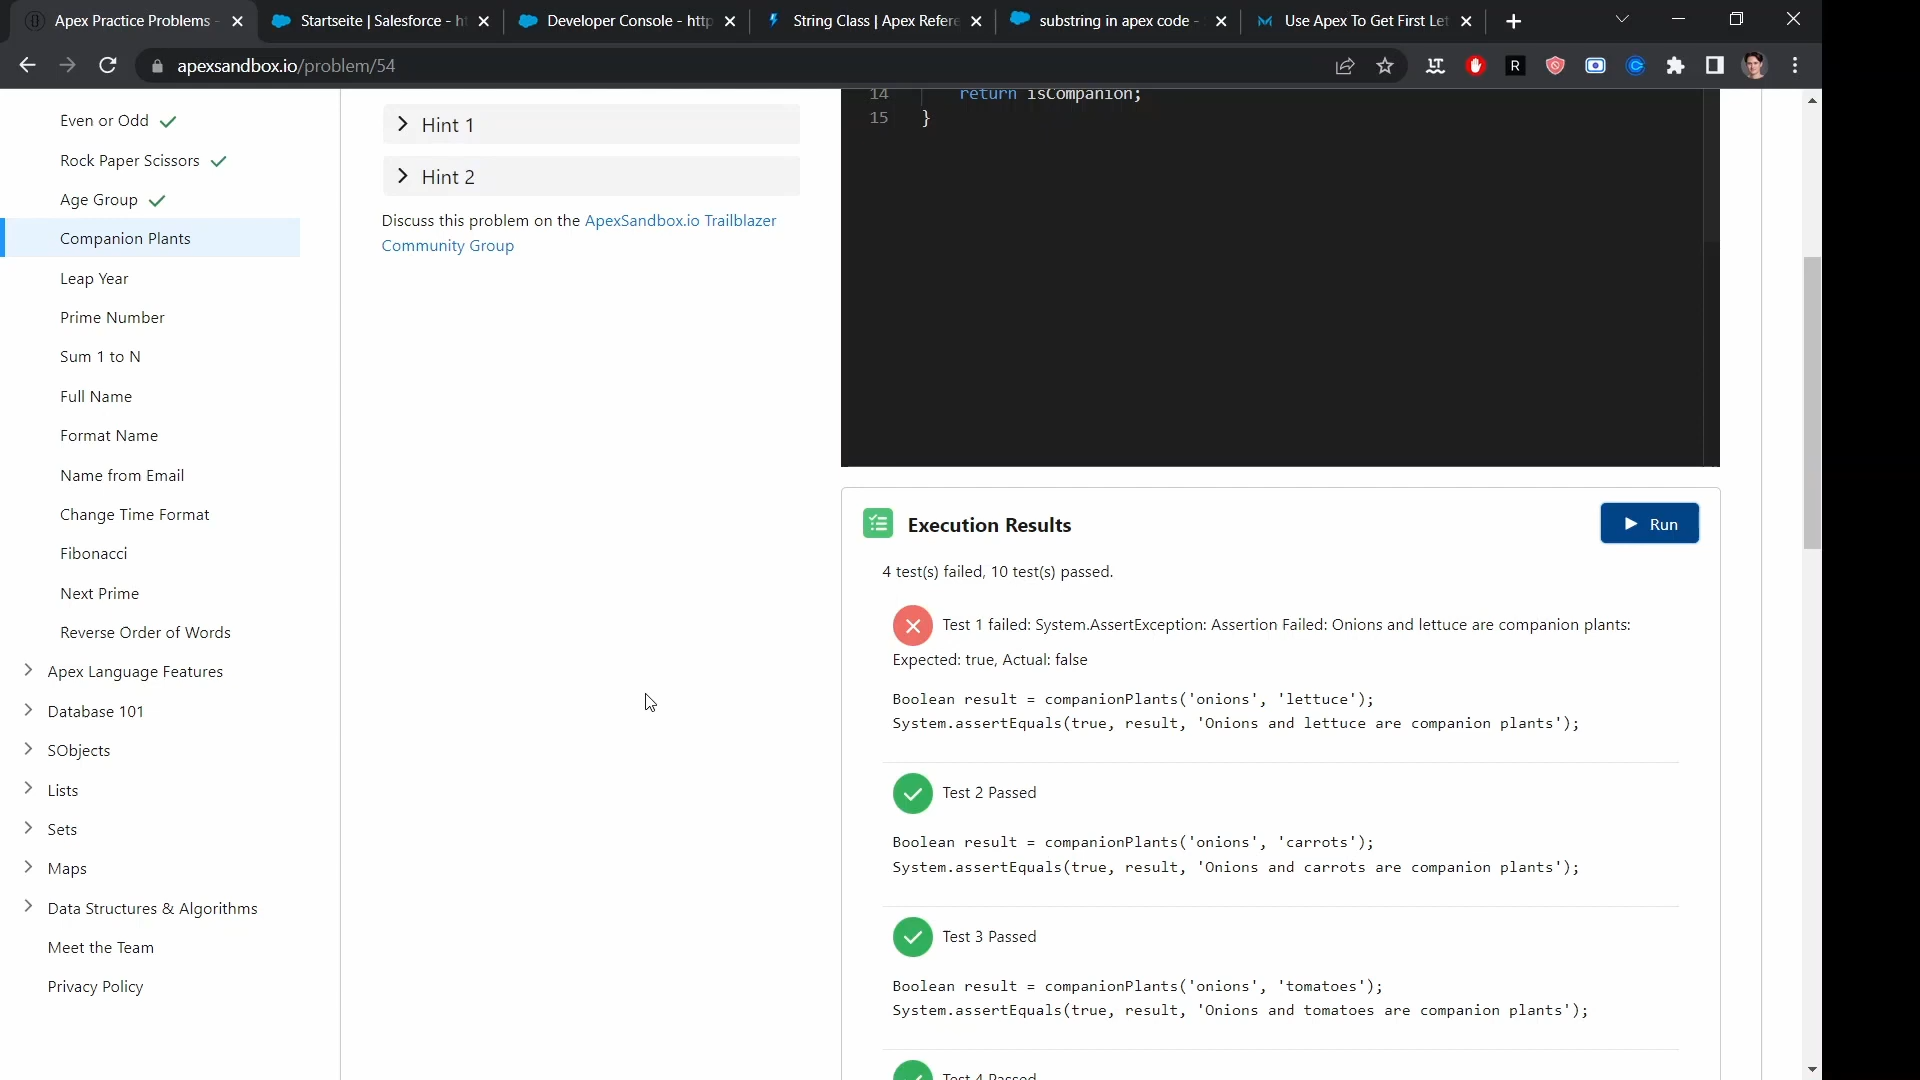 Apex Practice Problems -
Startseite | Salesforce - ht
Developer Console - http
String Class | Apex Refere
substring in apex code -
Use Apex To Get First Let
apexsandbox.io/problem/54
Even or Odd
Rock Paper Scissors
Age Group
Companion Plants
Leap Year
Prime Number
Sum 1 to N
Full Name
Format Name
Name from Email
Change Time Format
Fibonacci
Next Prime
Reverse Order of Words
Apex Language Features
Database 101
SObjects
Lists
Sets
Maps
Data Structures & Algorithms
Meet the Team
Privacy Policy
Hint 1
Hint 2
Discuss this problem on the ApexSandbox.io Trailblazer
Community Group
14 return isCompanion;
15 }
Execution Results
Run
4 test(s) failed, 10 test(s) passed.
Test 1 failed: System.AssertException: Assertion Failed: Onions and lettuce are companion plants:
Expected: true, Actual: false
Boolean result = companionPlants('onions', 'lettuce');
System.assertEquals(true, result, 'Onions and lettuce are companion plants');
Test 2 Passed
Boolean result = companionPlants('onions', 'carrots');
System.assertEquals(true, result, 'Onions and carrots are companion plants');
Test 3 Passed
Boolean result = companionPlants('onions', 'tomatoes');
System.assertEquals(true, result, 'Onions and tomatoes are companion plants');
Test 4 Passed